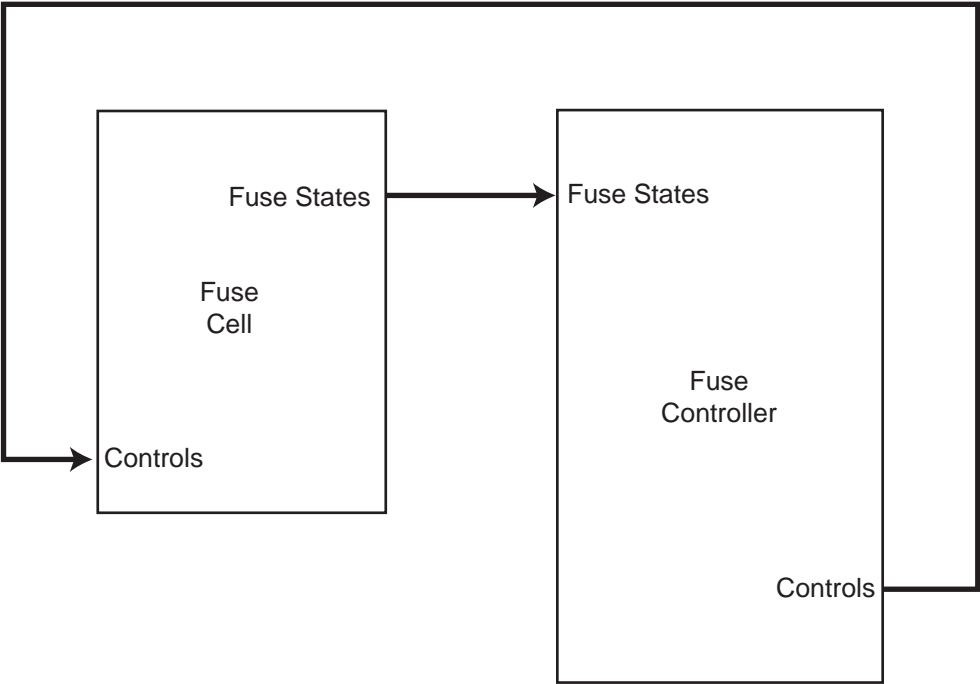 Fuse States
Fuse States
Fuse
Cell
Fuse
Controller
Controls
Controls